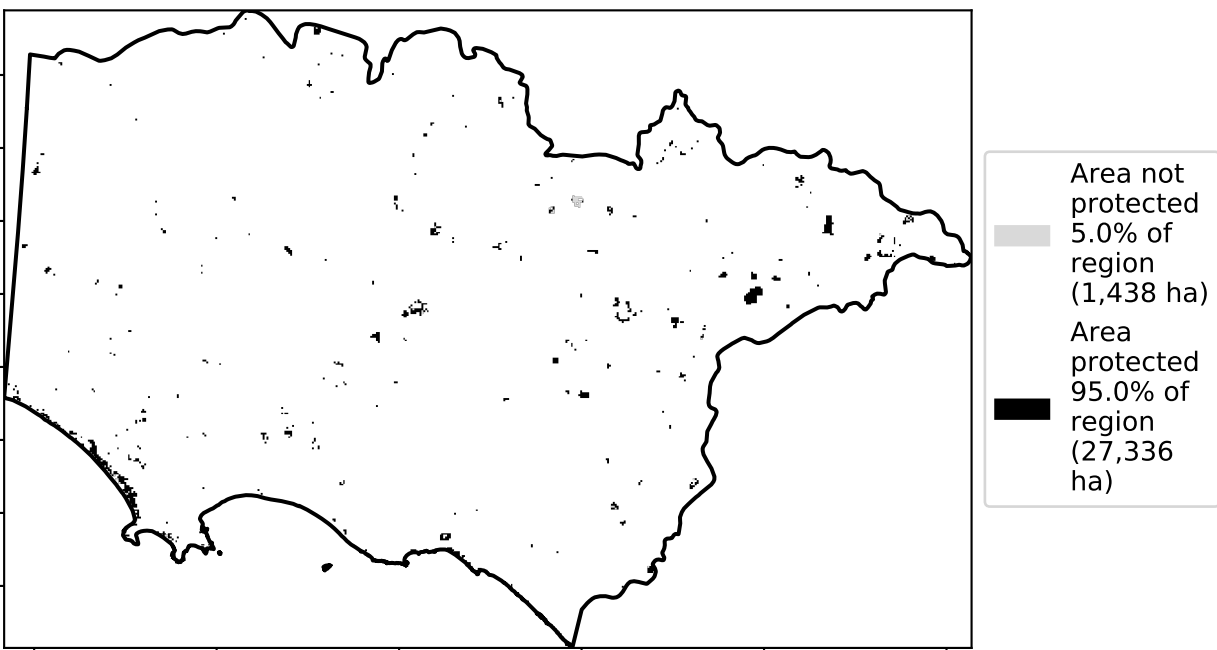 Area not
protected
5.0% of
region
(1,438 ha)
Area
protected
95.0% of
region
(27,336
ha)